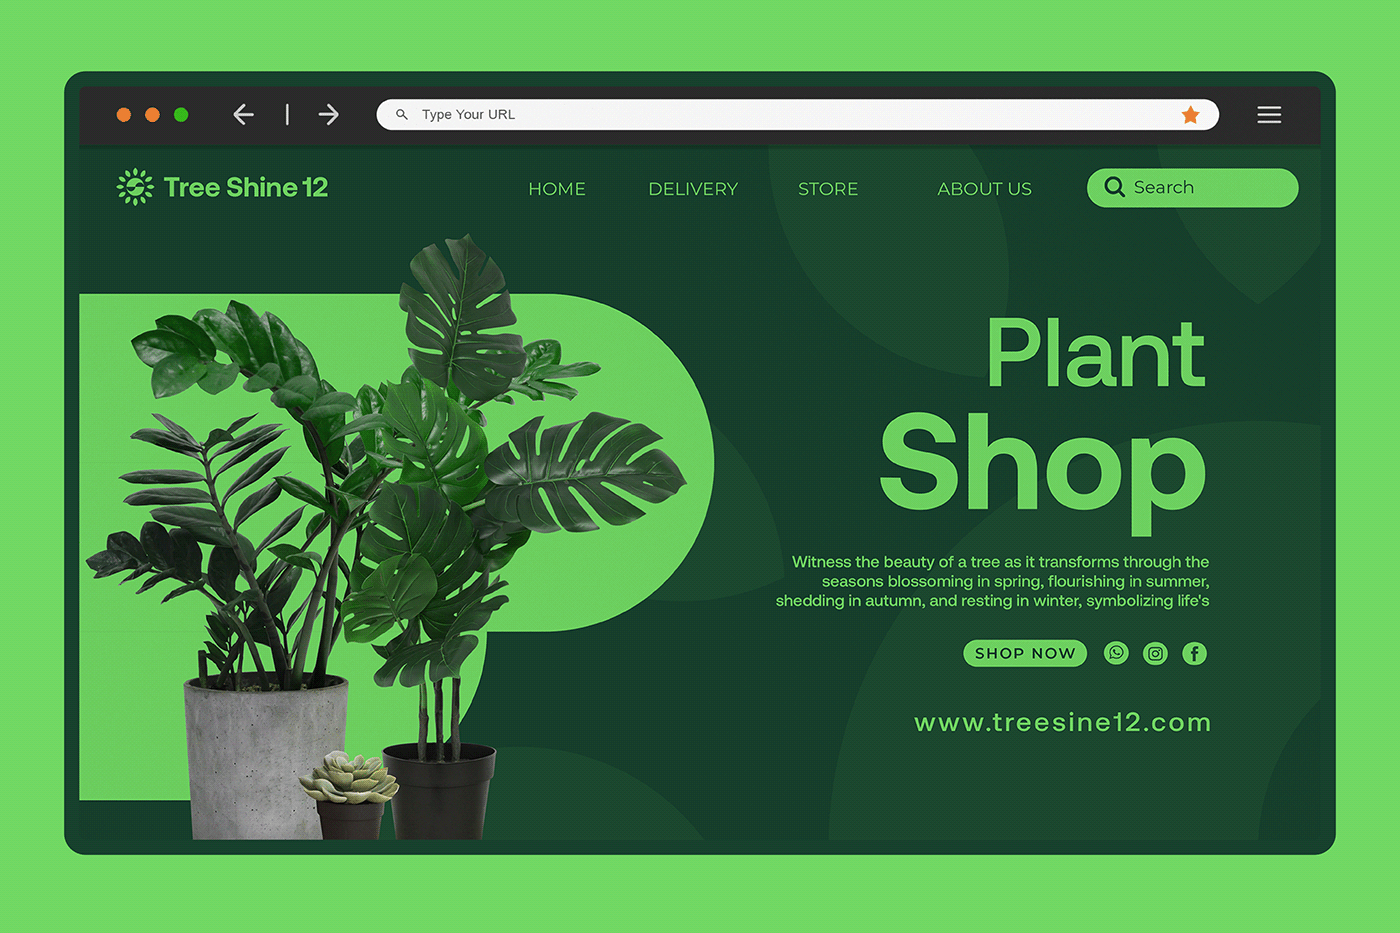 Type Your URL
Tree Shine 12
HOME
DELIVERY
STORE
ABOUT US
Search
Plant
Shop
Witness the beauty of a tree as it transforms through the
seasons blossoming in spring, flourishing in summer,
shedding in autumn, and resting in winter, symbolizing life's
SHOP NOW
www.treesine12.com